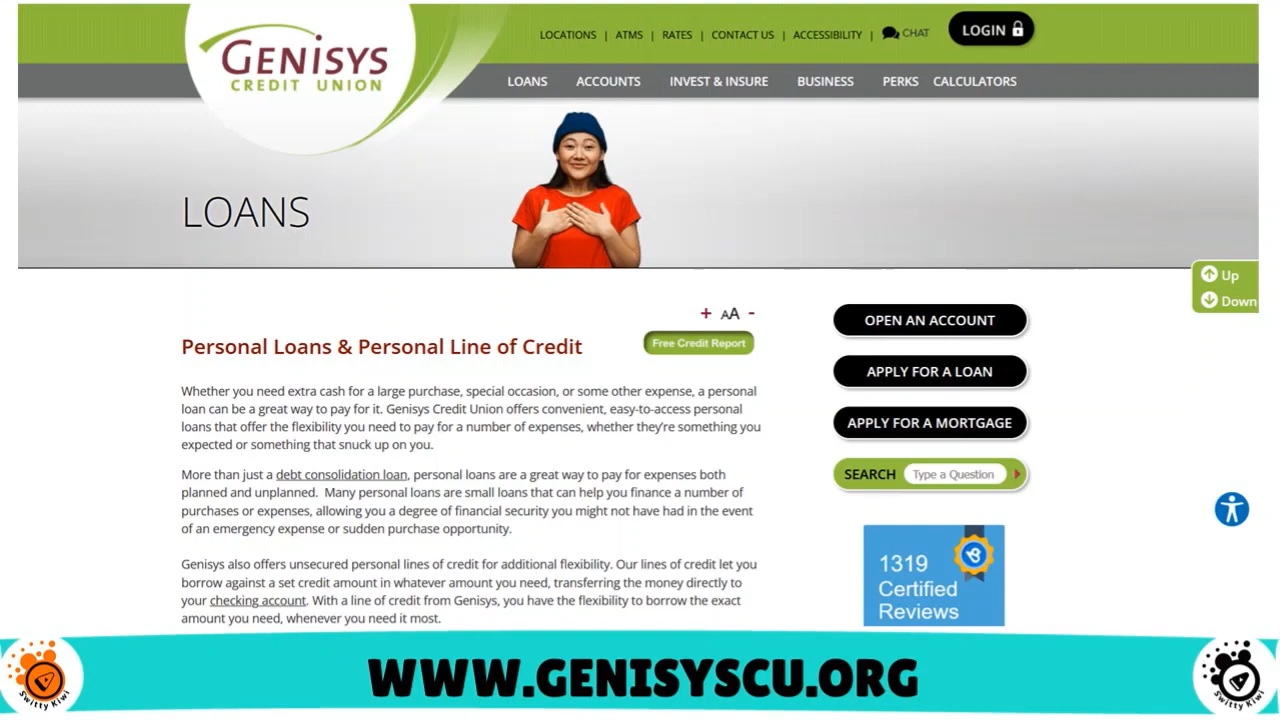 GENISYS
CREDIT UNION
LOCATIONS | ATMS | RATES | CONTACT US | ACCESSIBILITY | CHAT
LOGIN
LOANS ACCOUNTS INVEST & INSURE BUSINESS PERKS CALCULATORS
LOANS
Up
Down
+ AA -
Free Credit Report
Personal Loans & Personal Line of Credit
Whether you need extra cash for a large purchase, special occasion, or some other expense, a personal
loan can be a great way to pay for it. Genisys Credit Union offers convenient, easy-to-access personal
loans that offer the flexibility you need to pay for a number of expenses, whether they’re something you
expected or something that snuck up on you.
More than just a debt consolidation loan, personal loans are a great way to pay for expenses both
planned and unplanned. Many personal loans are small loans that can help you finance a number of
purchases or expenses, allowing you a degree of financial security you might not have had in the event
of an emergency expense or sudden purchase opportunity.
Genisys also offers unsecured personal lines of credit for additional flexibility. Our lines of credit let you
borrow against a set credit amount in whatever amount you need, transferring the money directly to
your checking account. With a line of credit from Genisys, you have the flexibility to borrow the exact
amount you need, whenever you need it most.
OPEN AN ACCOUNT
APPLY FOR A LOAN
APPLY FOR A MORTGAGE
SEARCH Type a Question
1319
Certified
Reviews
WWW.GENISYSCU.ORG
Switty Kiwi
Switty Kiwi